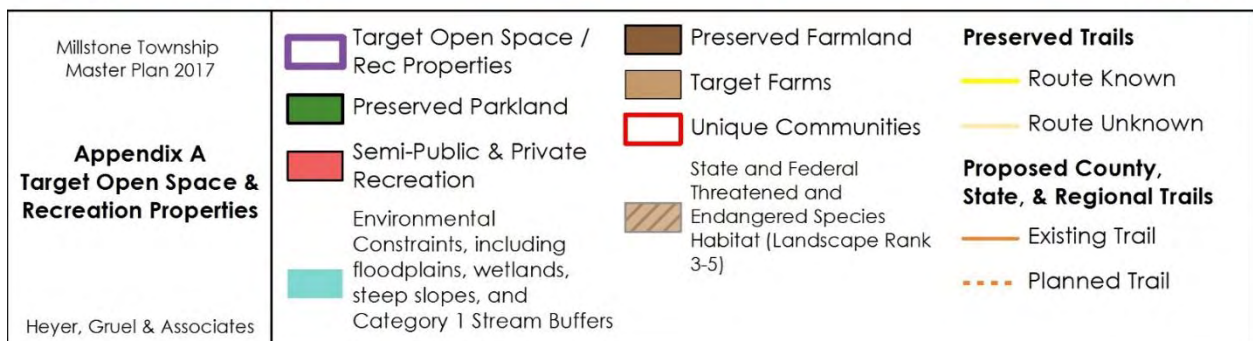 Millstone Township
Master Plan 2017
Appendix A
Target Open Space &
Recreation Properties
Heyer, Gruel & Associates
Target Open Space /
Rec Properties
Preserved Parkland
Semi-Public & Private
Recreation
Environmental
Constraints, including
floodplains, wetlands,
steep slopes, and
Category 1 Stream Buffers
Preserved Farmland
Target Farms
Unique Communities
State and Federal
Threatened and
Endangered Species
Habitat (Landscape Rank
3-5)
Preserved Trails
Route Known
Route Unknown
Proposed County,
State, & Regional Trails
Existing Trail
Planned Trail